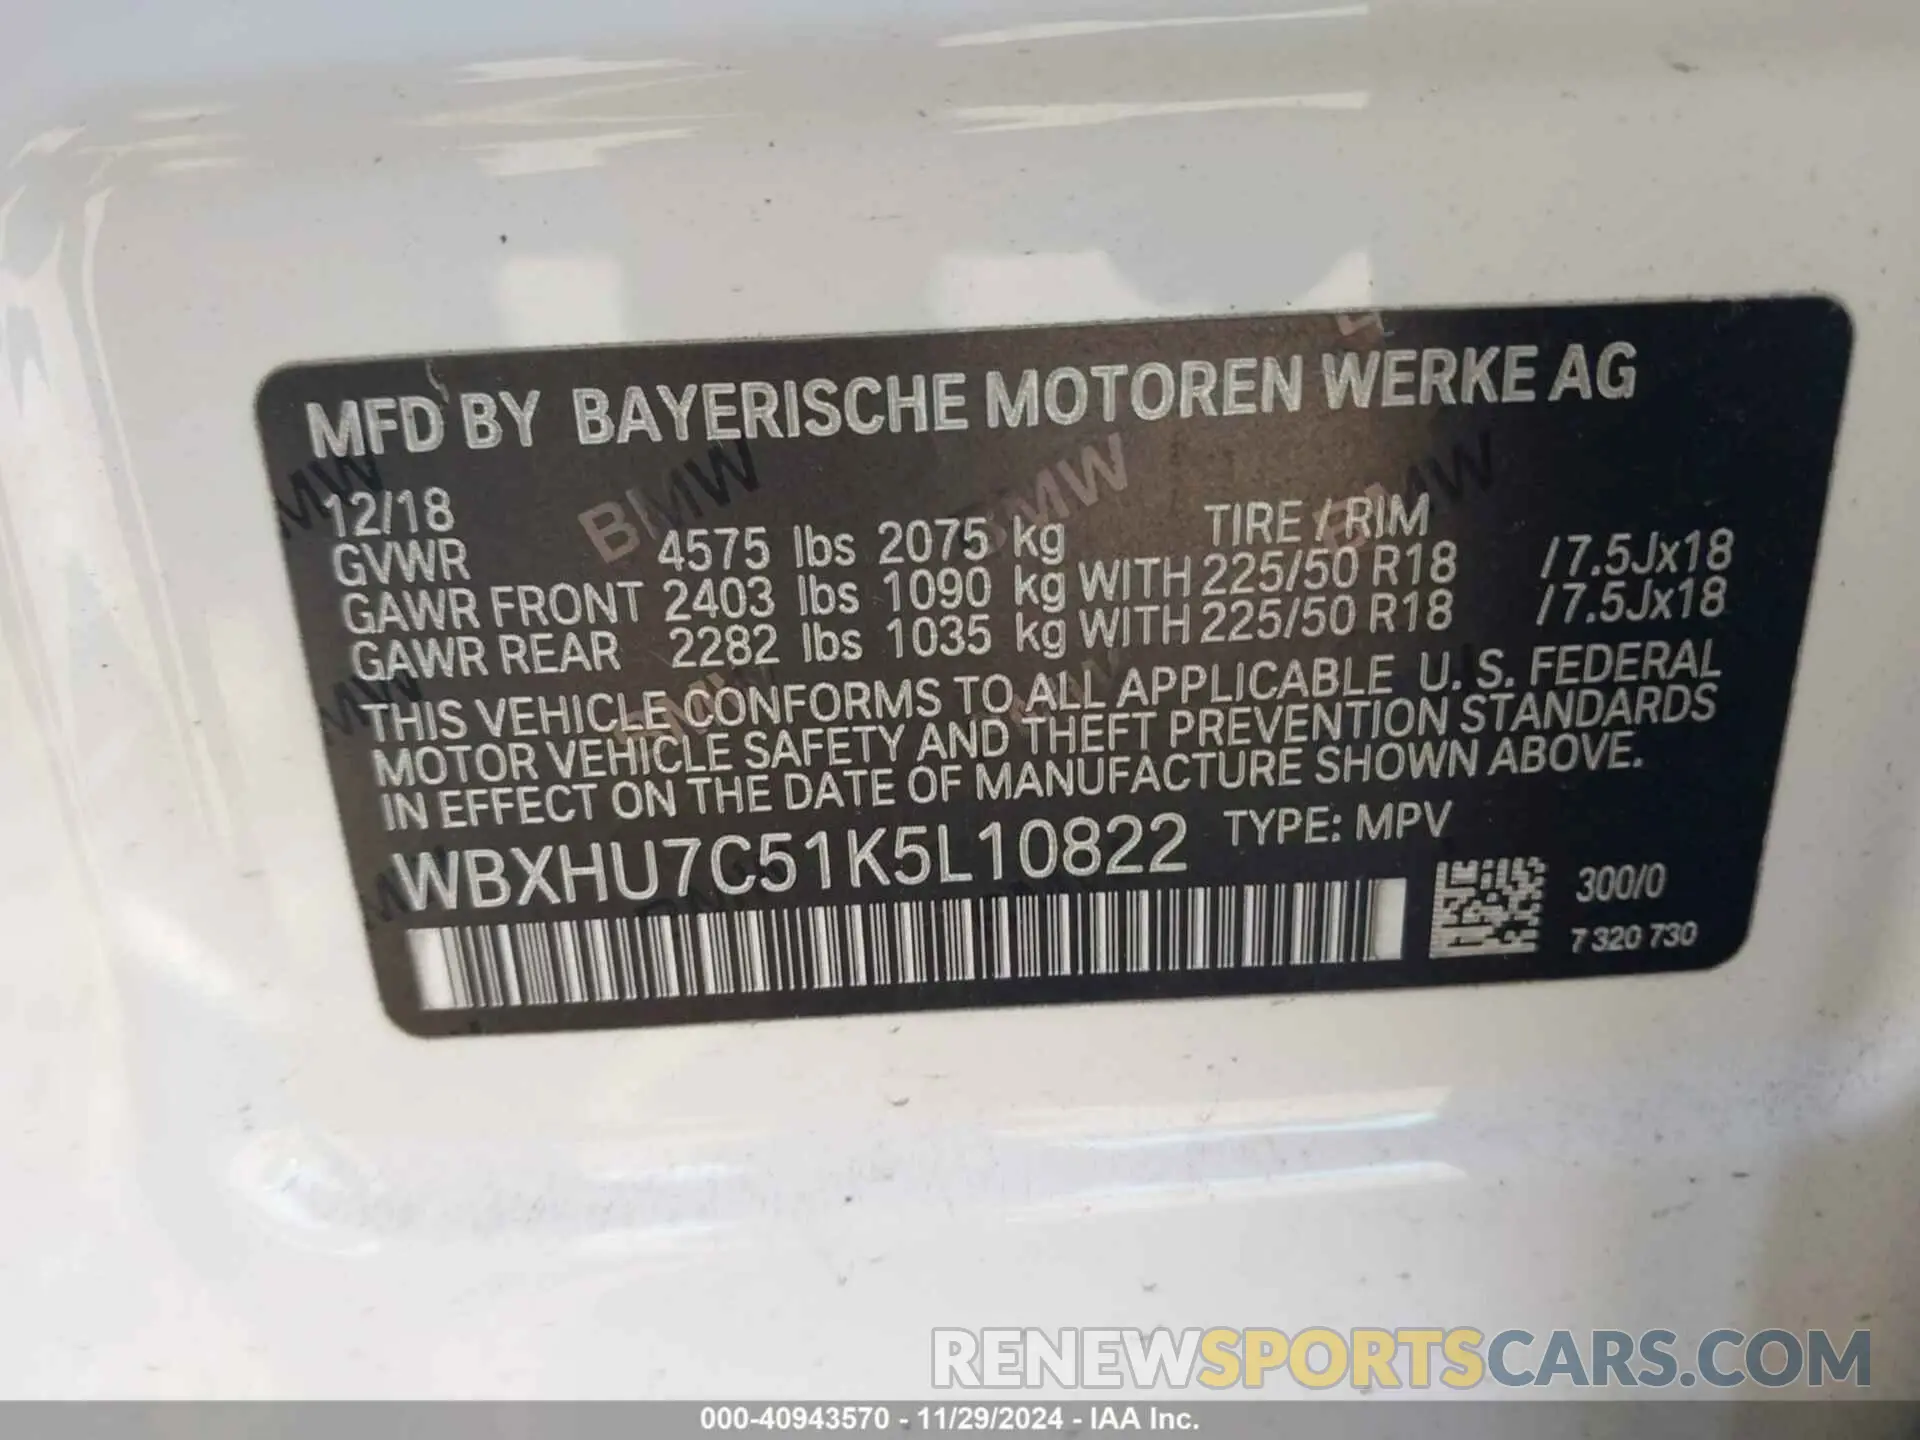 MFD BY BAYERISCHE MOTOREN WERKE AG
12/18 TIRE / RIM
GVWR 4575 lbs 2075 kg
GAWR FRONT 2403 lbs 1090 kg WITH 225/50 R18 /7.5Jx18
GAWR REAR 2282 lbs 1035 kg WITH 225/50 R18 /7.5Jx18
THIS VEHICLE CONFORMS TO ALL APPLICABLE U. S. FEDERAL
MOTOR VEHICLE SAFETY AND THEFT PREVENTION STANDARDS
IN EFFECT ON THE DATE OF MANUFACTURE SHOWN ABOVE.
WBXHU7C51K5L10822 TYPE: MPV
300/0
7 320 730
BMW BMW BMW BMW
RENEWSPORTSCARS.COM
000-40943570 - 11/29/2024 - IAA Inc.